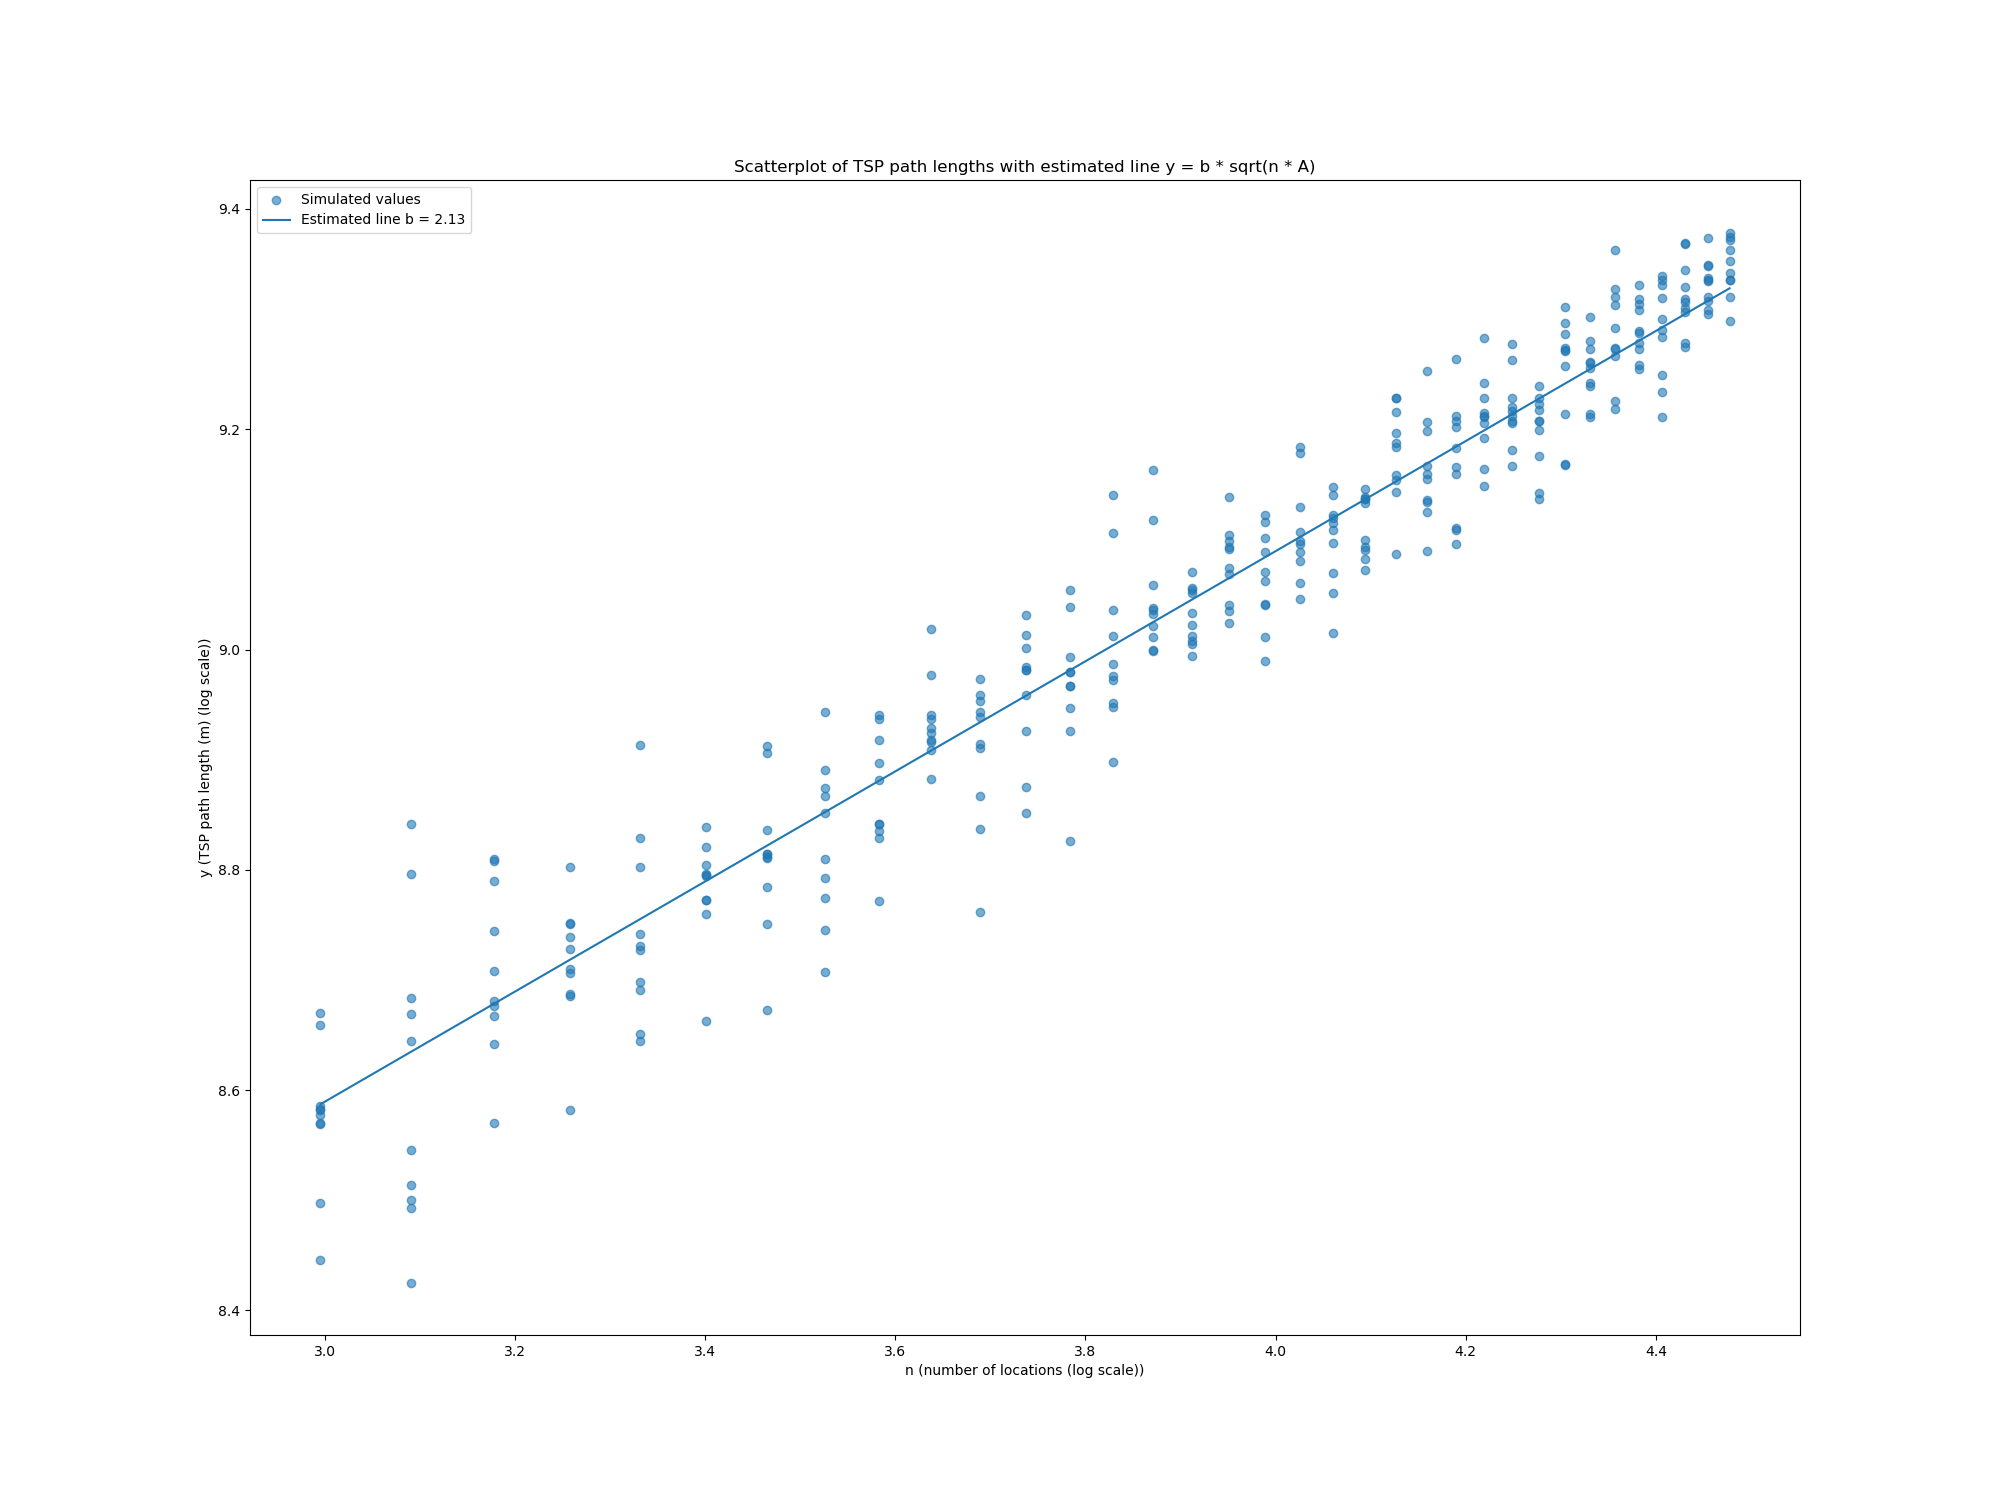 Scatterplot of TSP path lengths with estimated line y = b * sqrt(n * A)
Simulated values
Estimated line b = 2.13
y (TSP path length (m) (log scale))
9.4
9.2
9.0
8.8
8.6
8.4
3.0 3.2 3.4 3.6 3.8 4.0 4.2 4.4
n (number of locations (log scale))